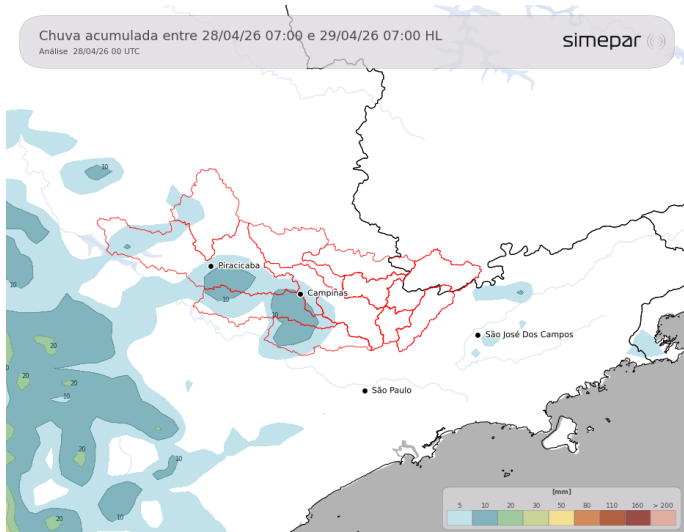 Chuva acumulada entre 28/04/26 07:00 e 29/04/26 07:00 HL
Análise 28/04/26 00 UTC
simepar
10
10
Piracicaba
10
Campinas
10
São José Dos Campos
20
20
20
20
São Paulo
10
10
20
10
[mm]
5 10 20 30 50 80 110 160 > 200